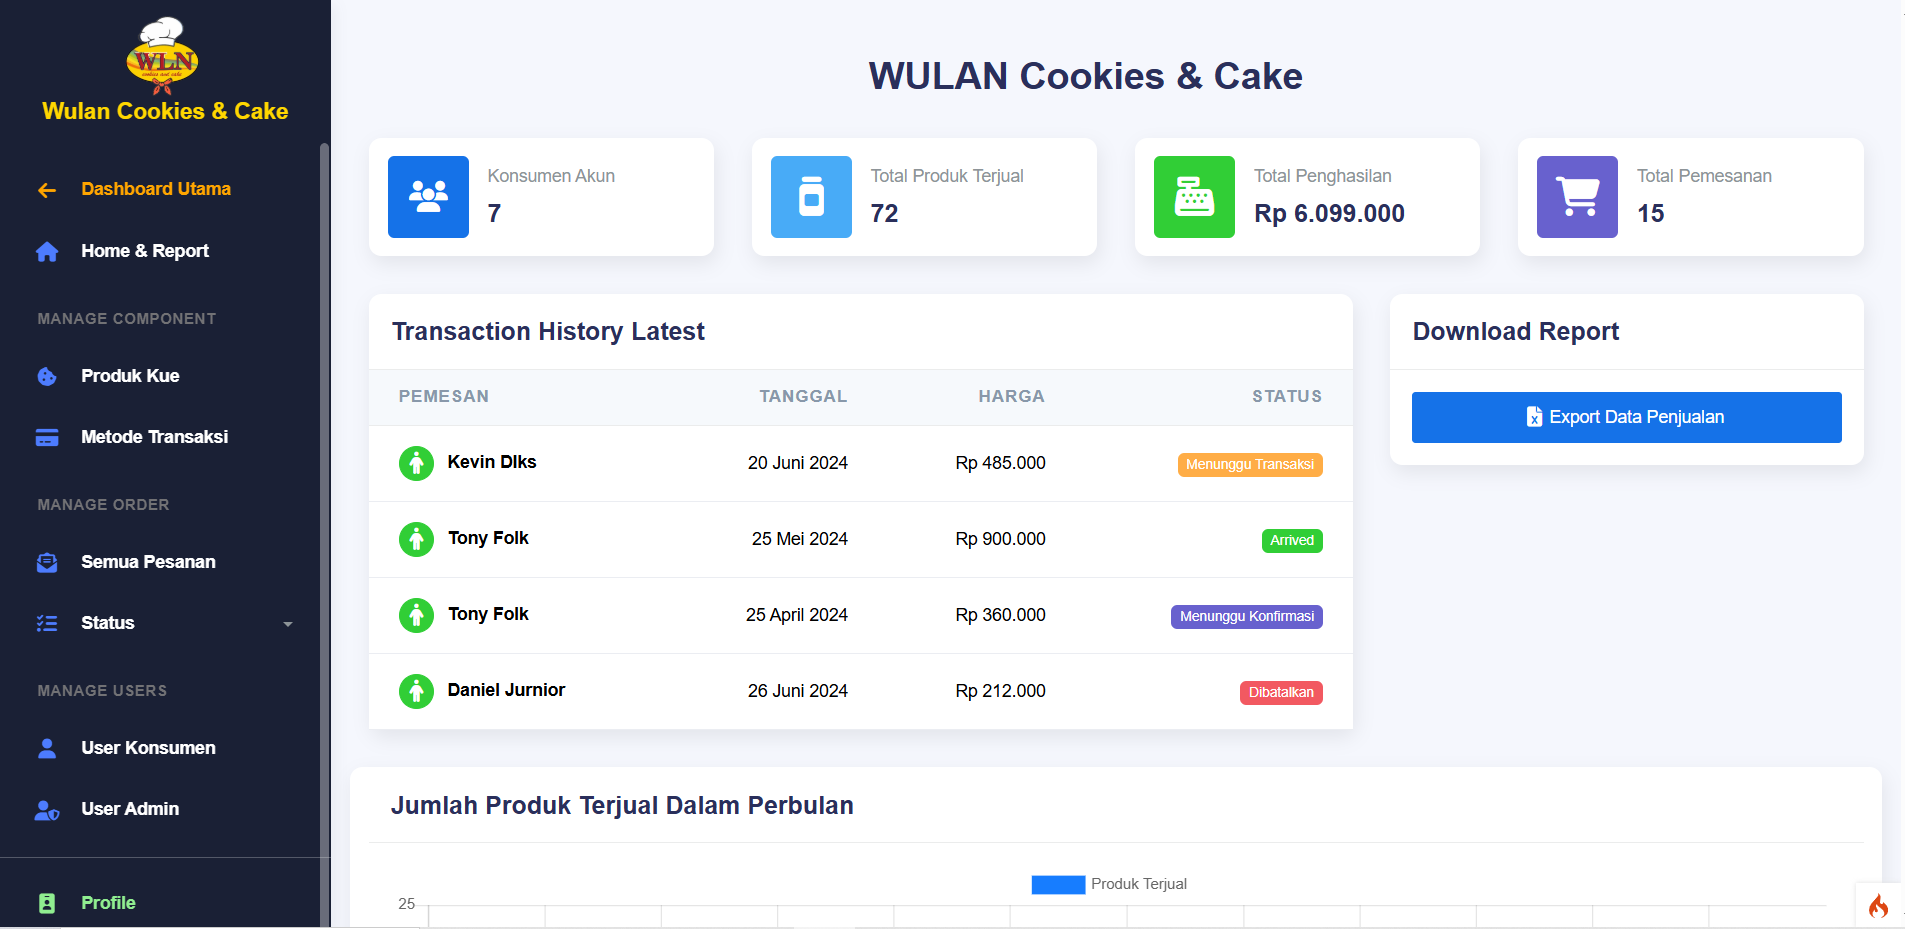 WLN
cookies and cake
Wulan Cookies & Cake
Dashboard Utama
Home & Report
MANAGE COMPONENT
Produk Kue
Metode Transaksi
MANAGE ORDER
Semua Pesanan
Status
MANAGE USERS
User Konsumen
User Admin
Profile
WULAN Cookies & Cake
Konsumen Akun
7
Total Produk Terjual
72
Total Penghasilan
Rp 6.099.000
Total Pemesanan
15
Transaction History Latest
PEMESAN TANGGAL HARGA STATUS
Kevin Dlks 20 Juni 2024 Rp 485.000 Menunggu Transaksi
Tony Folk 25 Mei 2024 Rp 900.000 Arrived
Tony Folk 25 April 2024 Rp 360.000 Menunggu Konfirmasi
Daniel Jurnior 26 Juni 2024 Rp 212.000 Dibatalkan
Download Report
Export Data Penjualan
Jumlah Produk Terjual Dalam Perbulan
Produk Terjual
25